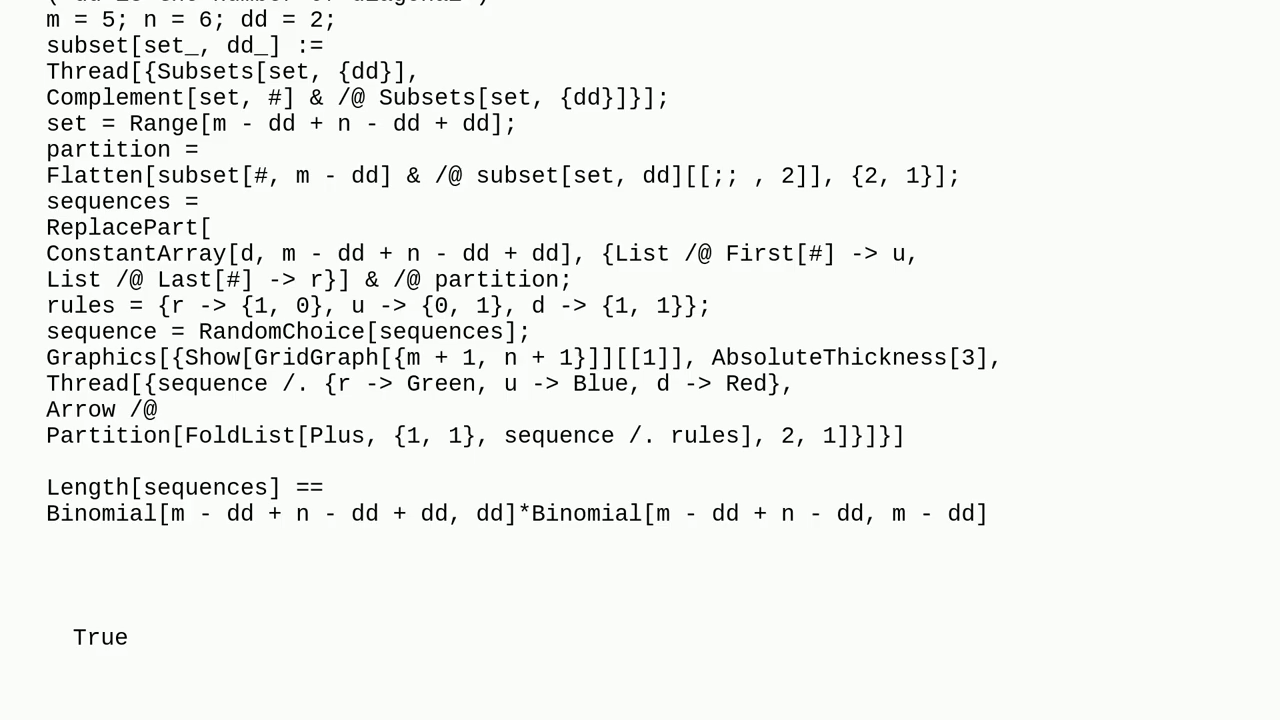 m = 5; n = 6; dd = 2;
subset[set_, dd_] :=
Thread[{Subsets[set, {dd}],
Complement[set, #] & /@ Subsets[set, {dd}]}];
set = Range[m - dd + n - dd + dd];
partition =
Flatten[subset[#, m - dd] & /@ subset[set, dd][[;; , 2]], {2, 1}];
sequences =
ReplacePart[
ConstantArray[d, m - dd + n - dd + dd], {List /@ First[#] -> u,
List /@ Last[#] -> r}] & /@ partition;
rules = {r -> {1, 0}, u -> {0, 1}, d -> {1, 1}};
sequence = RandomChoice[sequences];
Graphics[{Show[GridGraph[{m + 1, n + 1}]][[1]], AbsoluteThickness[3],
Thread[{sequence /. {r -> Green, u -> Blue, d -> Red},
Arrow /@
Partition[FoldList[Plus, {1, 1}, sequence /. rules], 2, 1]}]}]
Length[sequences] ==
Binomial[m - dd + n - dd + dd, dd]*Binomial[m - dd + n - dd, m - dd]
True